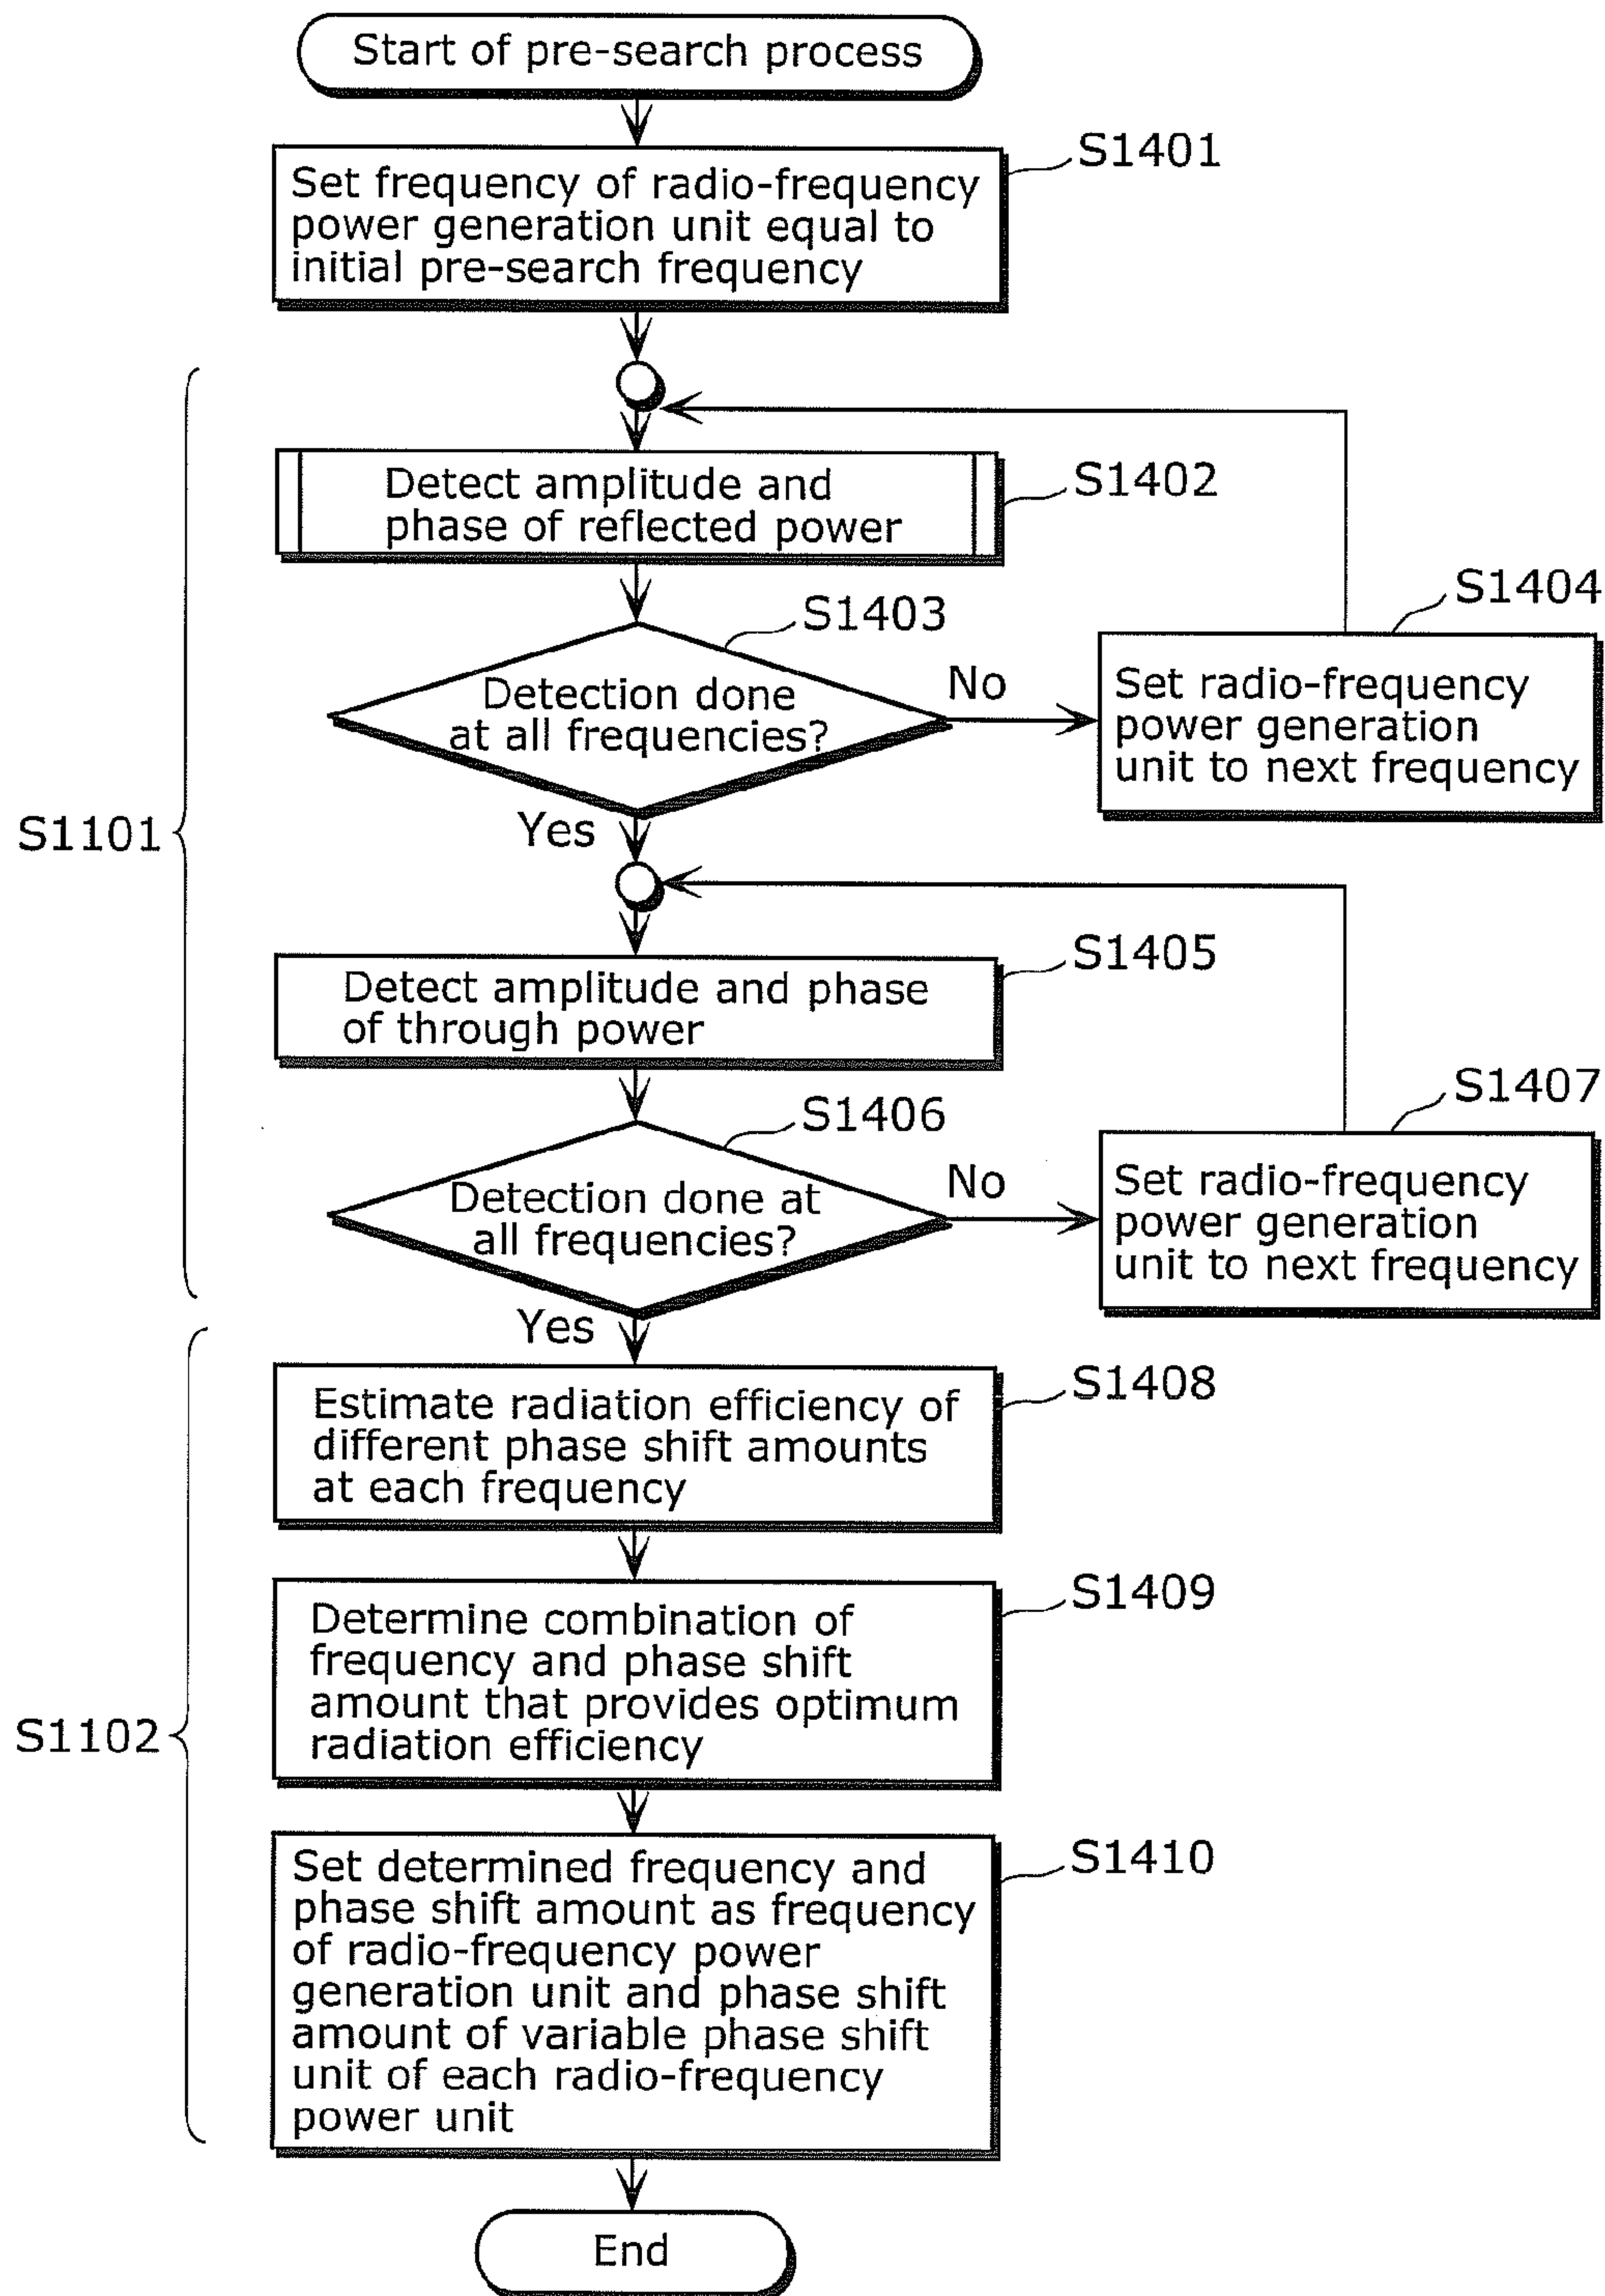 Start of pre-search process
S1401
Set frequency of radio-frequency
power generation unit equal to
initial pre-search frequency
S1402
Detect amplitude and
phase of reflected power
S1403
S1404
Detection done
at all frequencies?
No
Set radio-frequency
power generation
unit to next frequency
S1101
Yes
S1405
Detect amplitude and phase
of through power
S1406
S1407
Detection done at
all frequencies?
No
Set radio-frequency
power generation
unit to next frequency
Yes
S1408
Estimate radiation efficiency of
different phase shift amounts
at each frequency
S1409
Determine combination of
frequency and phase shift
amount that provides optimum
radiation efficiency
S1102
S1410
Set determined frequency and
phase shift amount as frequency
of radio-frequency power
generation unit and phase shift
amount of variable phase shift
unit of each radio-frequency
power unit
End